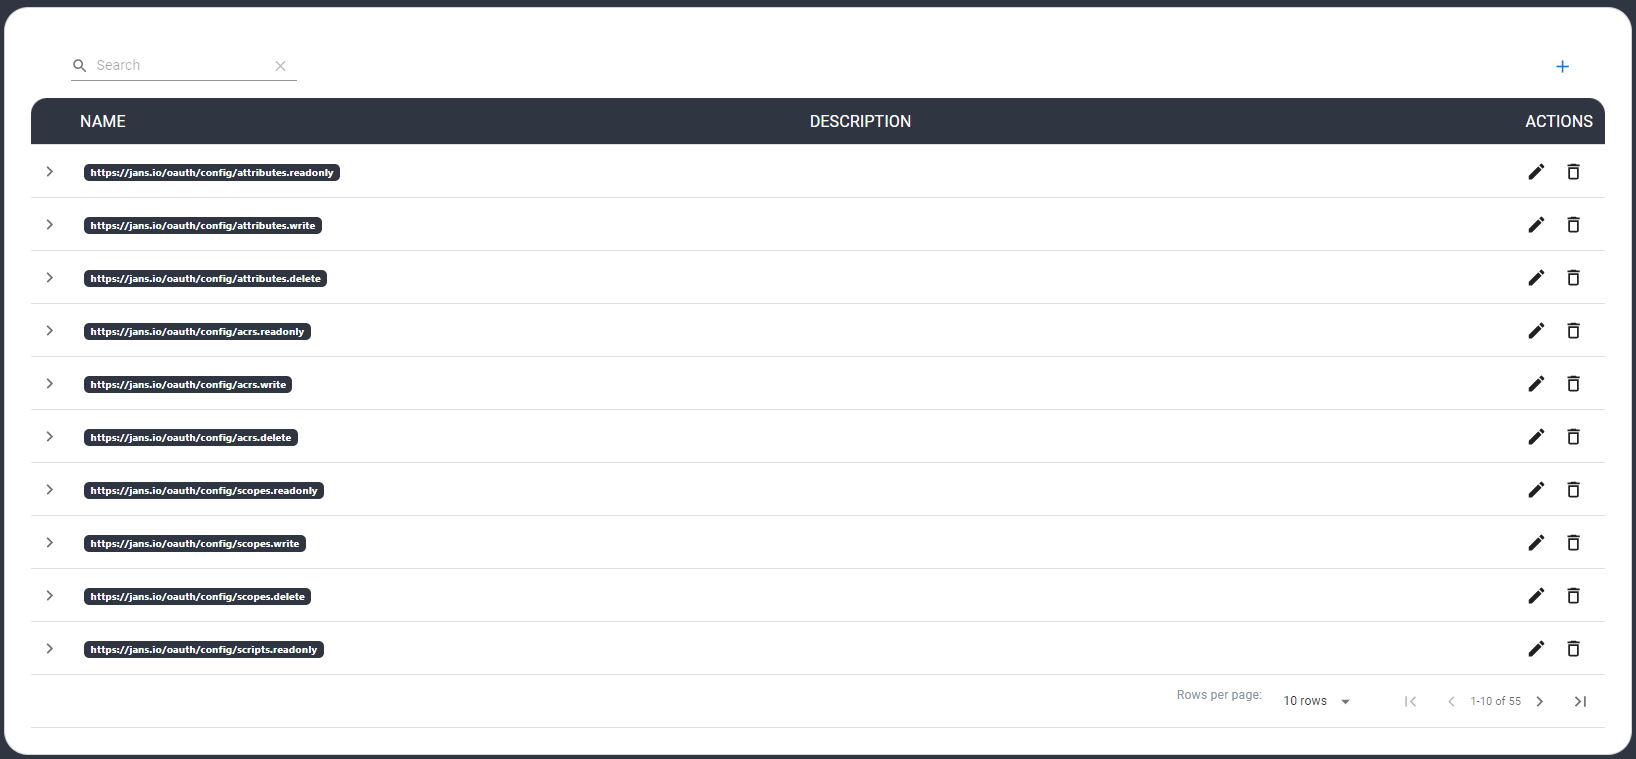 Search
NAME DESCRIPTION ACTIONS
https://jans.io/oauth/config/attributes.readonly
https://jans.io/oauth/config/attributes.write
https://jans.io/oauth/config/attributes.delete
https://jans.io/oauth/config/acrs.readonly
https://jans.io/oauth/config/acrs.write
https://jans.io/oauth/config/acrs.delete
https://jans.io/oauth/config/scopes.readonly
https://jans.io/oauth/config/scopes.write
https://jans.io/oauth/config/scopes.delete
https://jans.io/oauth/config/scripts.readonly
Rows per page: 10 rows 1-10 of 55